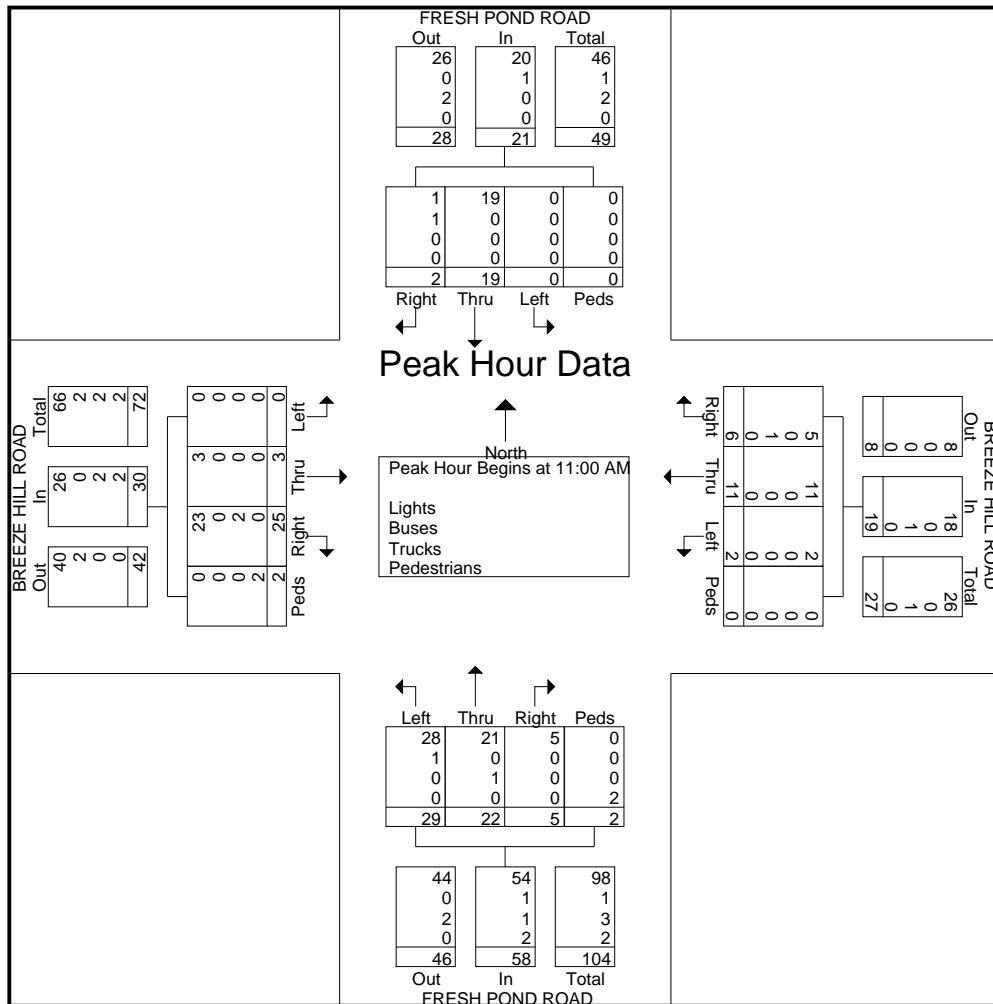 FRESH POND ROAD
Out In Total
26 20 46
0 1 1
2 0 2
0 0 0
28 21 49
1 19 0 0
1 0 0 0
0 0 0 0
0 0 0 0
2 19 0 0
Right Thru Left Peds
Peak Hour Data
North
Peak Hour Begins at 11:00 AM
Lights
Buses
Trucks
Pedestrians
BREEZE HILL ROAD
Out In Total
40 26 66
2 0 2
0 2 2
0 2 2
42 30 72
Peds Right Thru Left
0 23 3 0
0 0 0 0
0 2 0 0
2 0 0 0
2 25 3 0
BREEZE HILL ROAD
Out In Total
8 18 26
0 0 0
0 1 1
0 0 0
8 19 27
Right Thru Left Peds
5 11 2 0
0 0 0 0
1 0 0 0
0 0 0 0
6 11 2 0
Left Thru Right Peds
28 21 5 0
1 0 0 0
0 1 0 0
0 0 0 2
29 22 5 2
44 54 98
0 1 1
2 1 3
0 2 2
46 58 104
Out In Total
FRESH POND ROAD